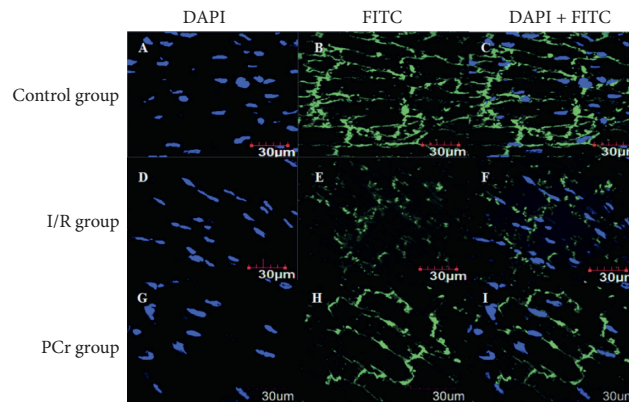 DAPI FITC DAPI + FITC
Control group
A B C
30μm 30μm 30μm
I/R group
D E F
30μm 30μm 30μm
PCr group
G H I
30um 30um 30um